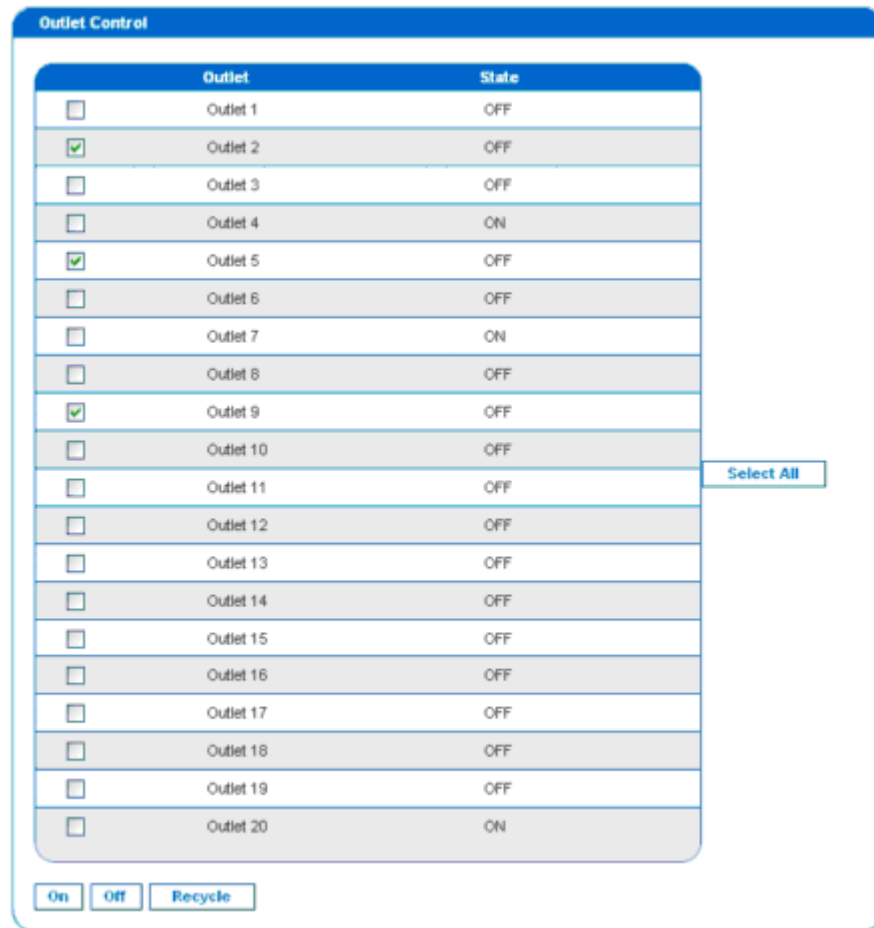 Outlet Control
Outlet State
Outlet 1 OFF
Outlet 2 OFF
Outlet 3 OFF
Outlet 4 ON
Outlet 5 OFF
Outlet 6 OFF
Outlet 7 ON
Outlet 8 OFF
Outlet 9 OFF
Outlet 10 OFF
Outlet 11 OFF
Outlet 12 OFF
Outlet 13 OFF
Outlet 14 OFF
Outlet 15 OFF
Outlet 16 OFF
Outlet 17 OFF
Outlet 18 OFF
Outlet 19 OFF
Outlet 20 ON
Select All
On Off Recycle